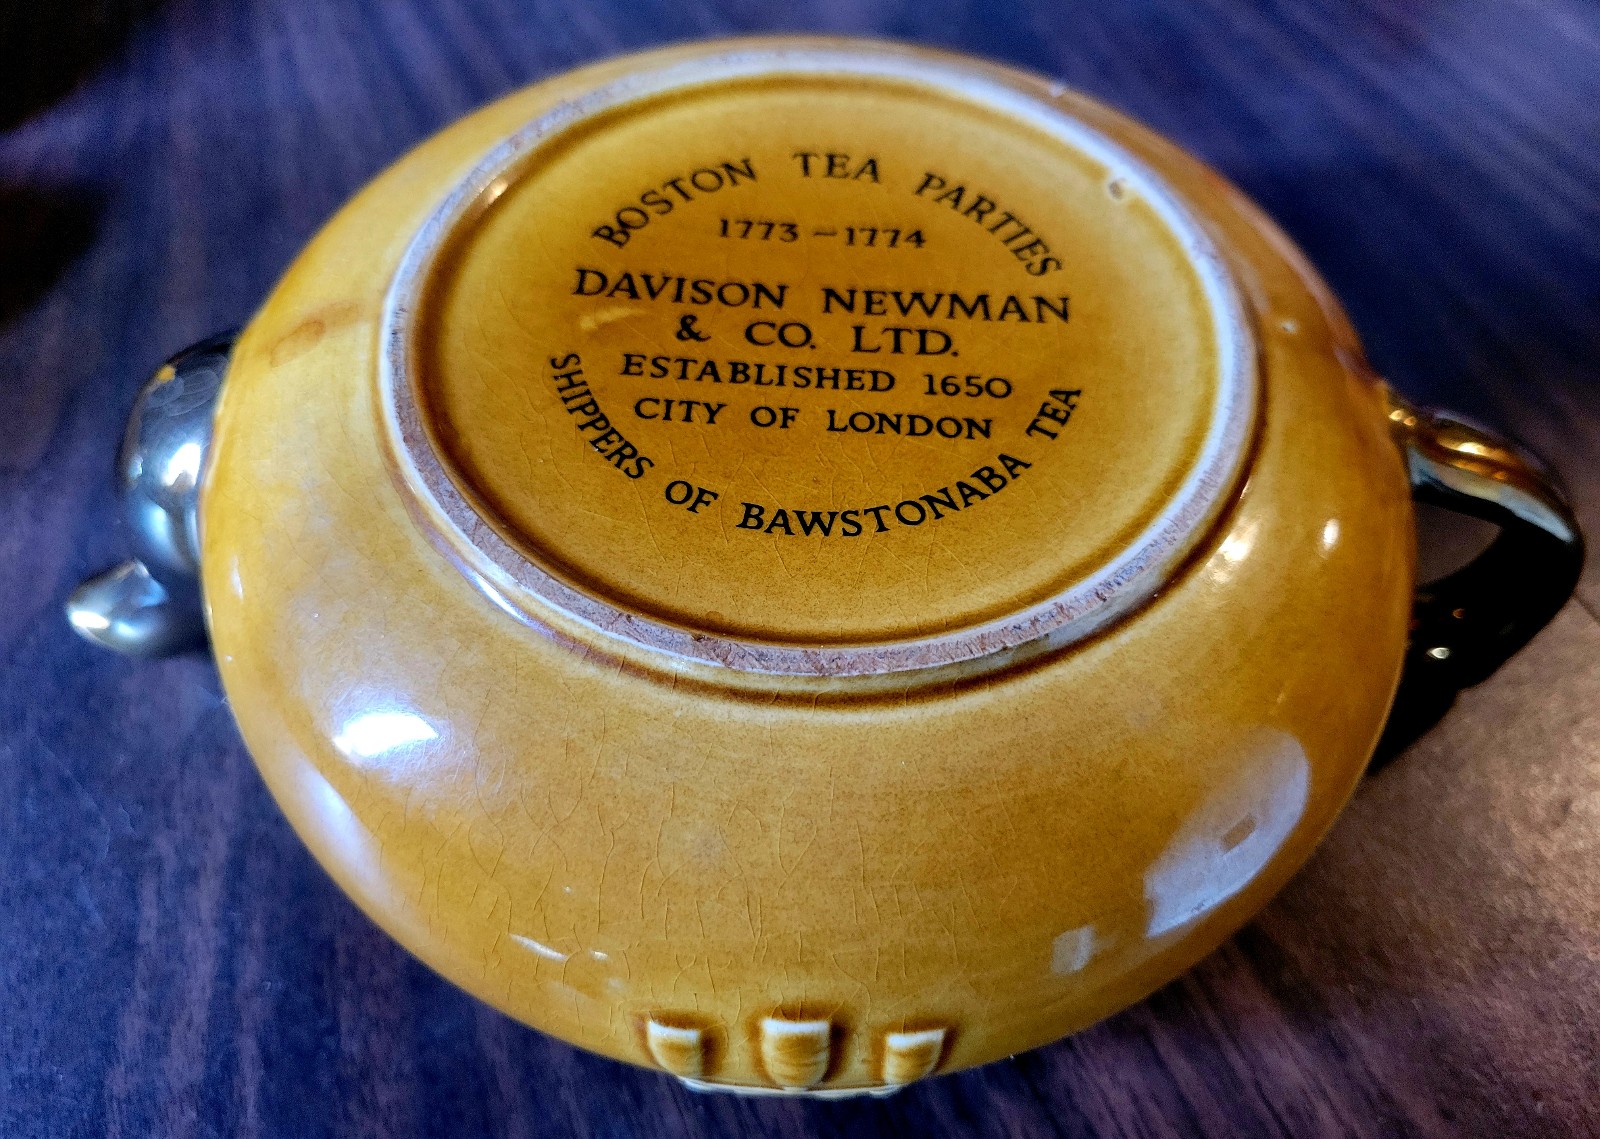 BOSTON TEA PARTIES
1773 – 1774
DAVISON NEWMAN
& CO. LTD.
ESTABLISHED 1650
CITY OF LONDON
SHIPPERS OF BAWSTONABA TEA